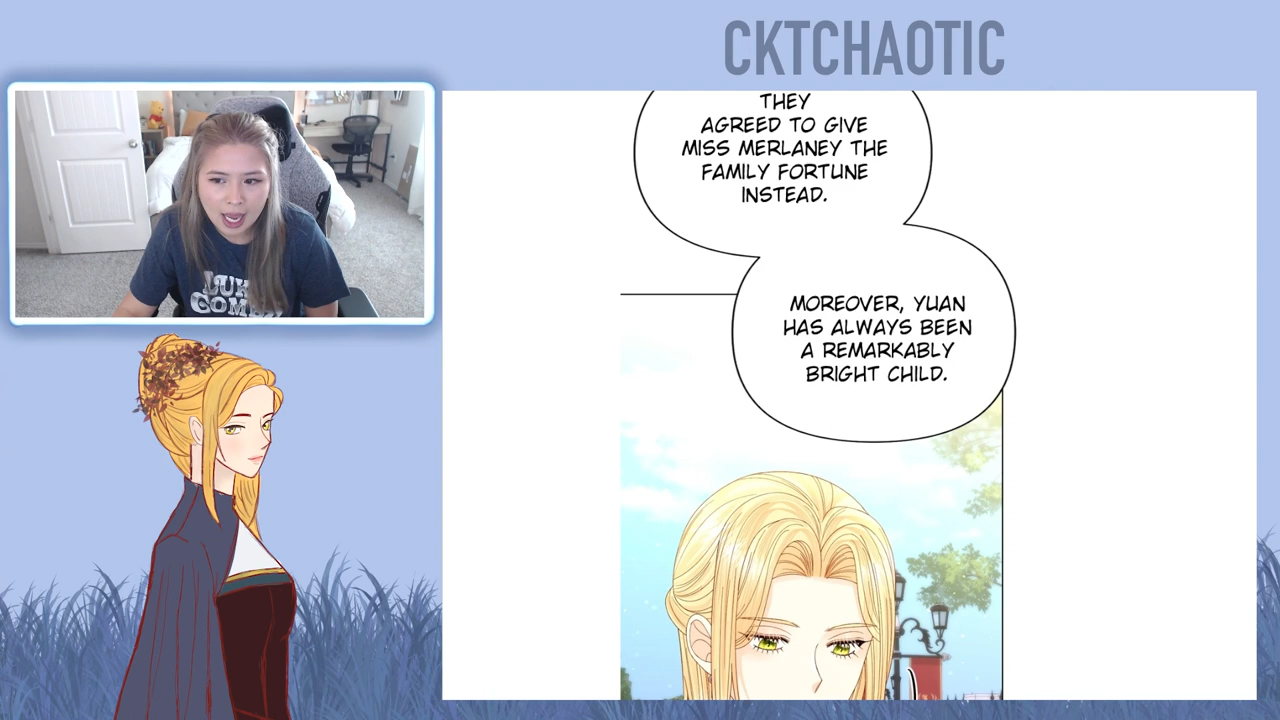 CKTCHAOTIC
THEY
AGREED TO GIVE
MISS MERLANEY THE
FAMILY FORTUNE
INSTEAD.
MOREOVER, YUAN
HAS ALWAYS BEEN
A REMARKABLY
BRIGHT CHILD.